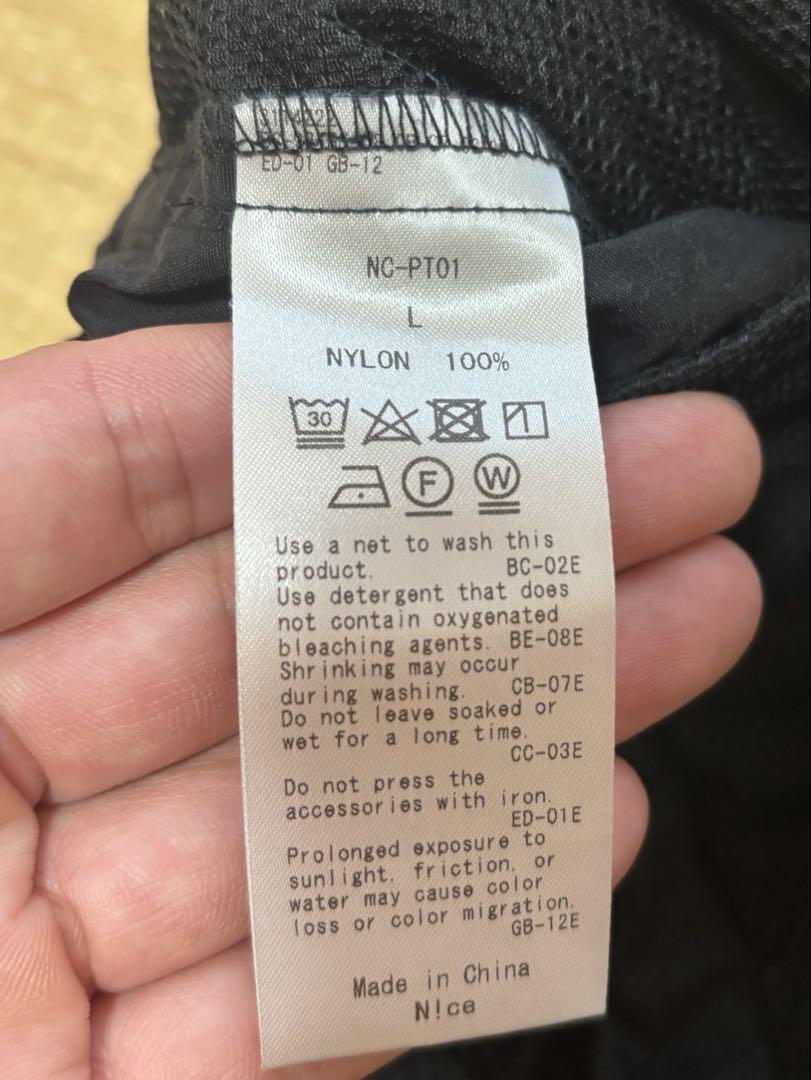 ED-01 GB-12
NC-PT01
L
NYLON 100%
30
F W
Use a net to wash this
product. BC-02E
Use detergent that does
not contain oxygenated
bleaching agents. BE-08E
Shrinking may occur
during washing. CB-07E
Do not leave soaked or
wet for a long time.
CC-03E
Do not press the
accessories with iron.
ED-01E
Prolonged exposure to
sunlight, friction, or
water may cause color
loss or color migration.
GB-12E
Made in China
N!ce